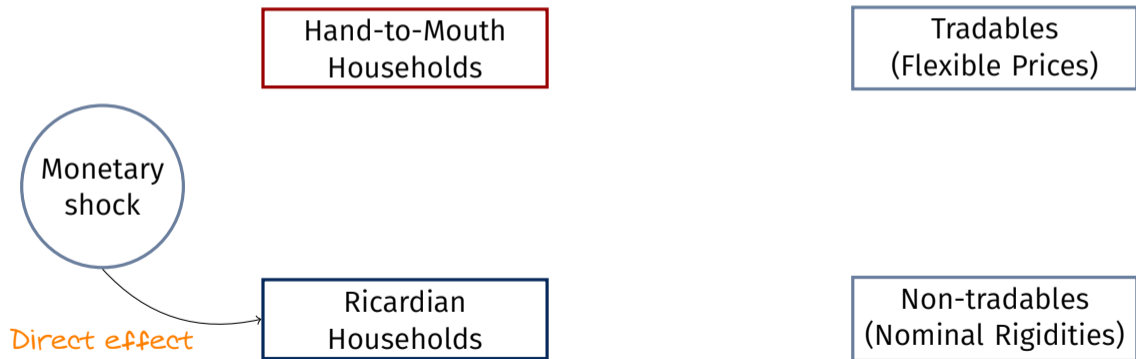 Hand-to-Mouth
Households
Tradables
(Flexible Prices)
Monetary
shock
Direct effect
Ricardian
Households
Non-tradables
(Nominal Rigidities)